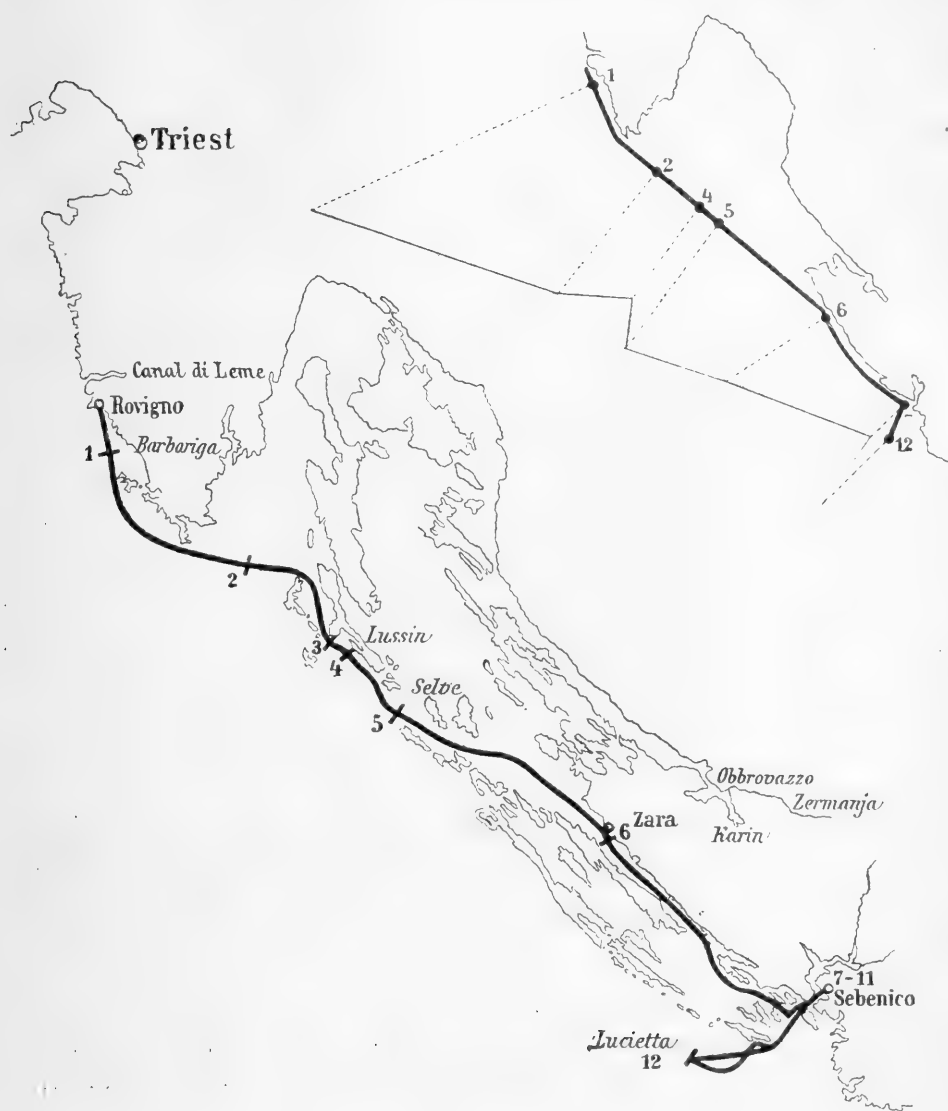 1
Triest
2
4
5
6
12
Canal di Leme
Rovigno
1
Barbariga
2
3
4
Lussin
Selve
5
Obbrovazzo
Zermanja
Zara
6
Karin
7-11
Sebenico
Lucietta
12